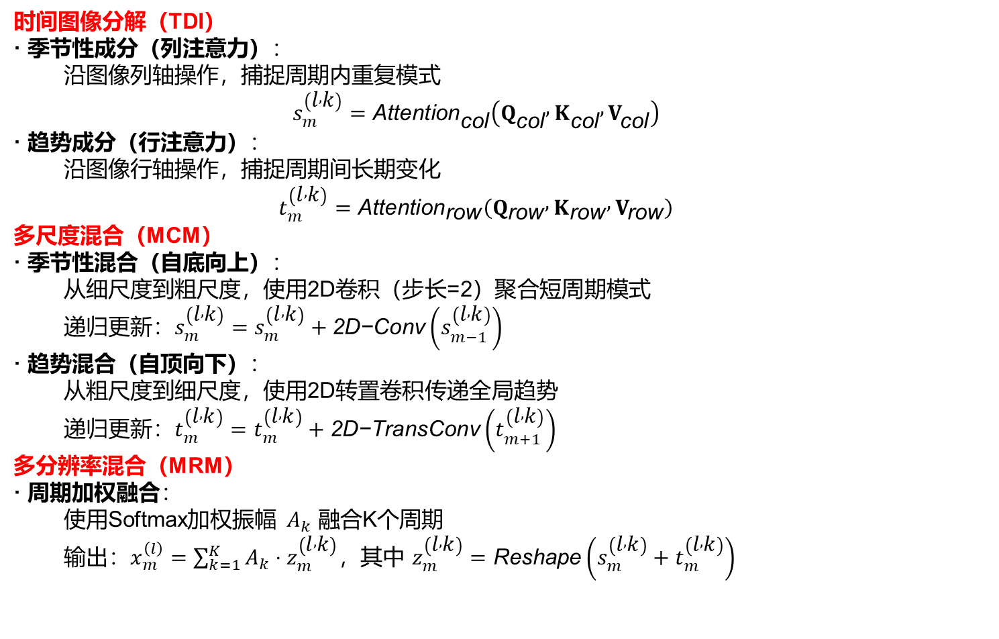 时间图像分解（TDI）
· 季节性成分（列注意力）：
沿图像列轴操作，捕捉周期内重复模式
$s_m^{(l,k)} = Attention_{col}(\mathbf{Q}_{col}, \mathbf{K}_{col}, \mathbf{V}_{col})$
· 趋势成分（行注意力）：
沿图像行轴操作，捕捉周期间长期变化
$t_m^{(l,k)} = Attention_{row}(\mathbf{Q}_{row}, \mathbf{K}_{row}, \mathbf{V}_{row})$
多尺度混合（MCM）
· 季节性混合（自底向上）：
从细尺度到粗尺度，使用2D卷积（步长=2）聚合短周期模式
递归更新：$s_m^{(l,k)} = s_m^{(l,k)} + 2D-Conv\left(s_{m-1}^{(l,k)}\right)$
· 趋势混合（自顶向下）：
从粗尺度到细尺度，使用2D转置卷积传递全局趋势
递归更新：$t_m^{(l,k)} = t_m^{(l,k)} + 2D-TransConv\left(t_{m+1}^{(l,k)}\right)$
多分辨率混合（MRM）
· 周期加权融合：
使用Softmax加权振幅 $A_k$ 融合K个周期
输出：$x_m^{(l)} = \sum_{k=1}^{K} A_k \cdot z_m^{(l,k)}$，其中 $z_m^{(l,k)} = Reshape\left(s_m^{(l,k)} + t_m^{(l,k)}\right)$